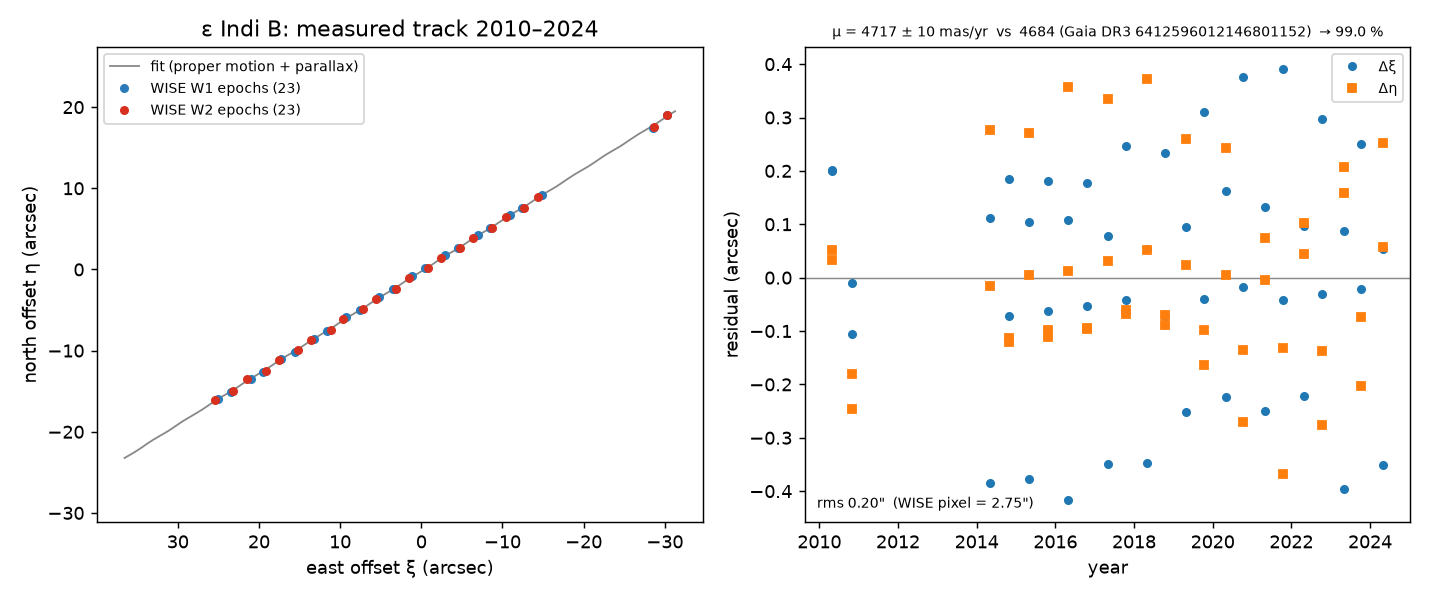 ε Indi B: measured track 2010–2024
fit (proper motion + parallax)
WISE W1 epochs (23)
WISE W2 epochs (23)
north offset η (arcsec)
20
10
0
−10
−20
−30
30
20
10
0
−10
−20
−30
east offset ξ (arcsec)
μ = 4717 ± 10 mas/yr vs 4684 (Gaia DR3 6412596012146801152) → 99.0 %
Δξ
Δη
residual (arcsec)
0.4
0.3
0.2
0.1
0.0
−0.1
−0.2
−0.3
−0.4
rms 0.20" (WISE pixel = 2.75")
2010
2012
2014
2016
2018
2020
2022
2024
year